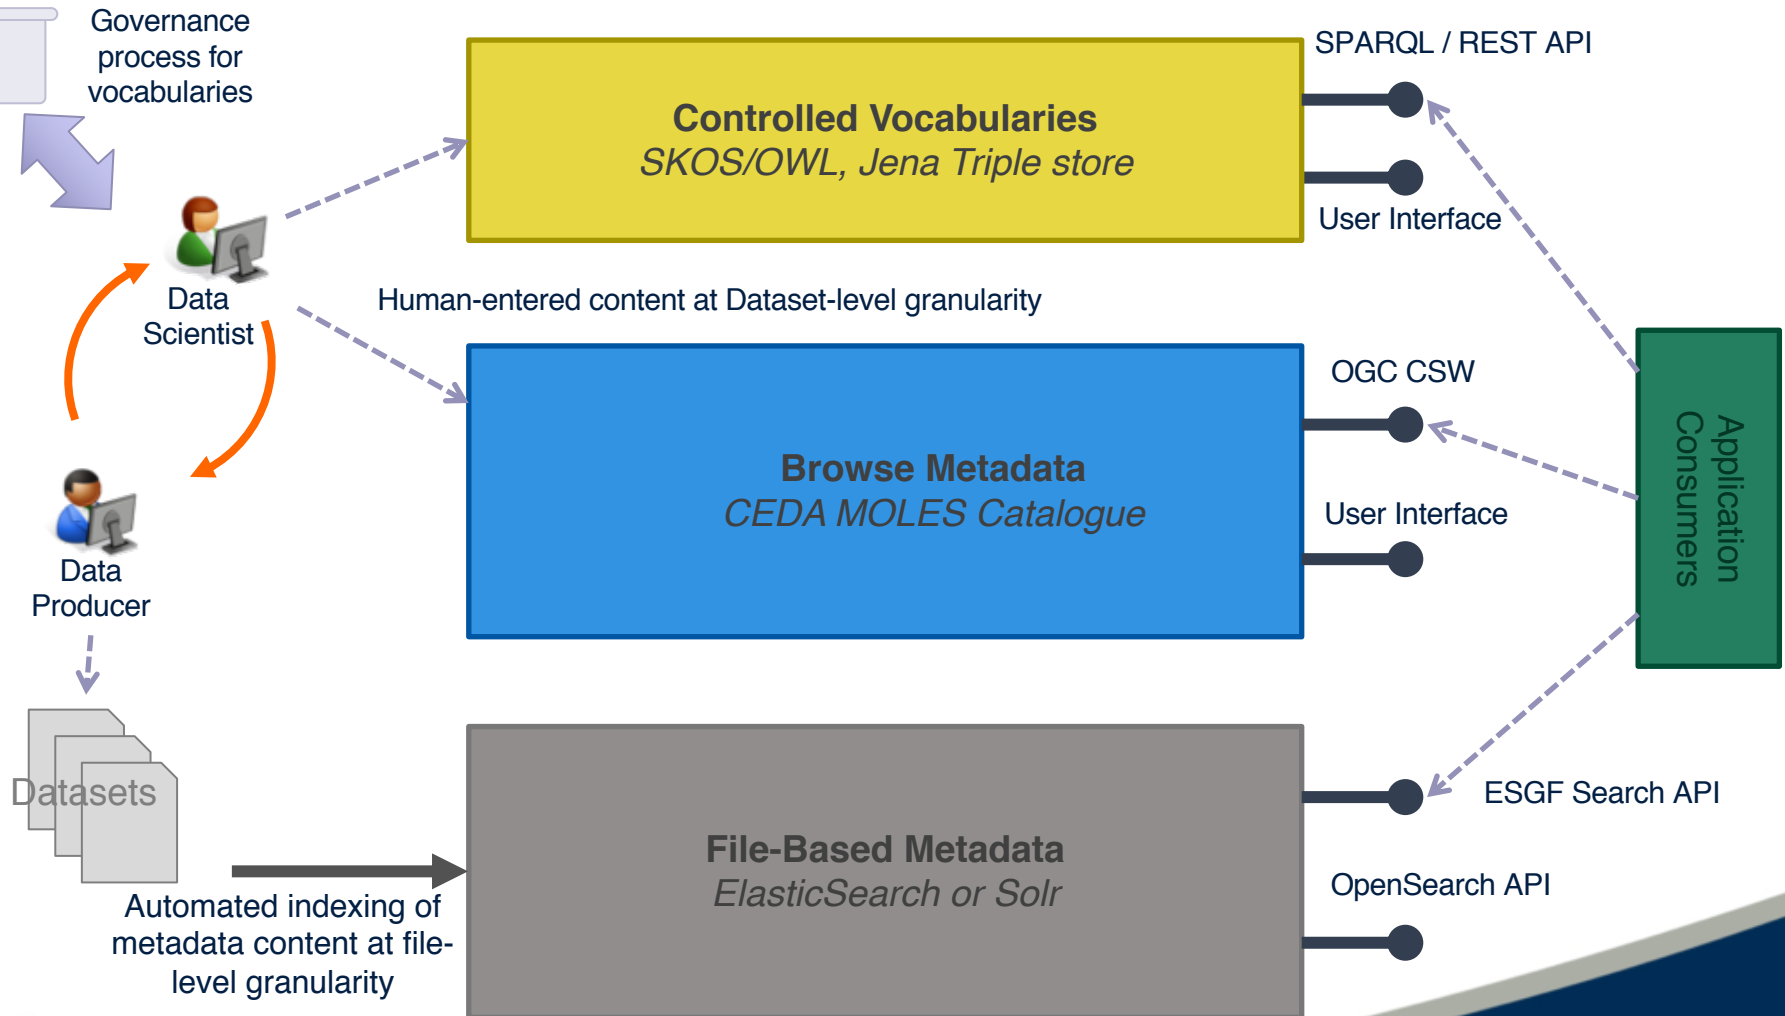 Governance
process for
vocabularies
SPARQL / REST API
Controlled Vocabularies
SKOS/OWL, Jena Triple store
User Interface
Data
Scientist
Human-entered content at Dataset-level granularity
OGC CSW
Browse Metadata
CEDA MOLES Catalogue
User Interface
Application
Consumers
Data
Producer
Datasets
ESGF Search API
File-Based Metadata
ElasticSearch or Solr
OpenSearch API
Automated indexing of
metadata content at file-
level granularity